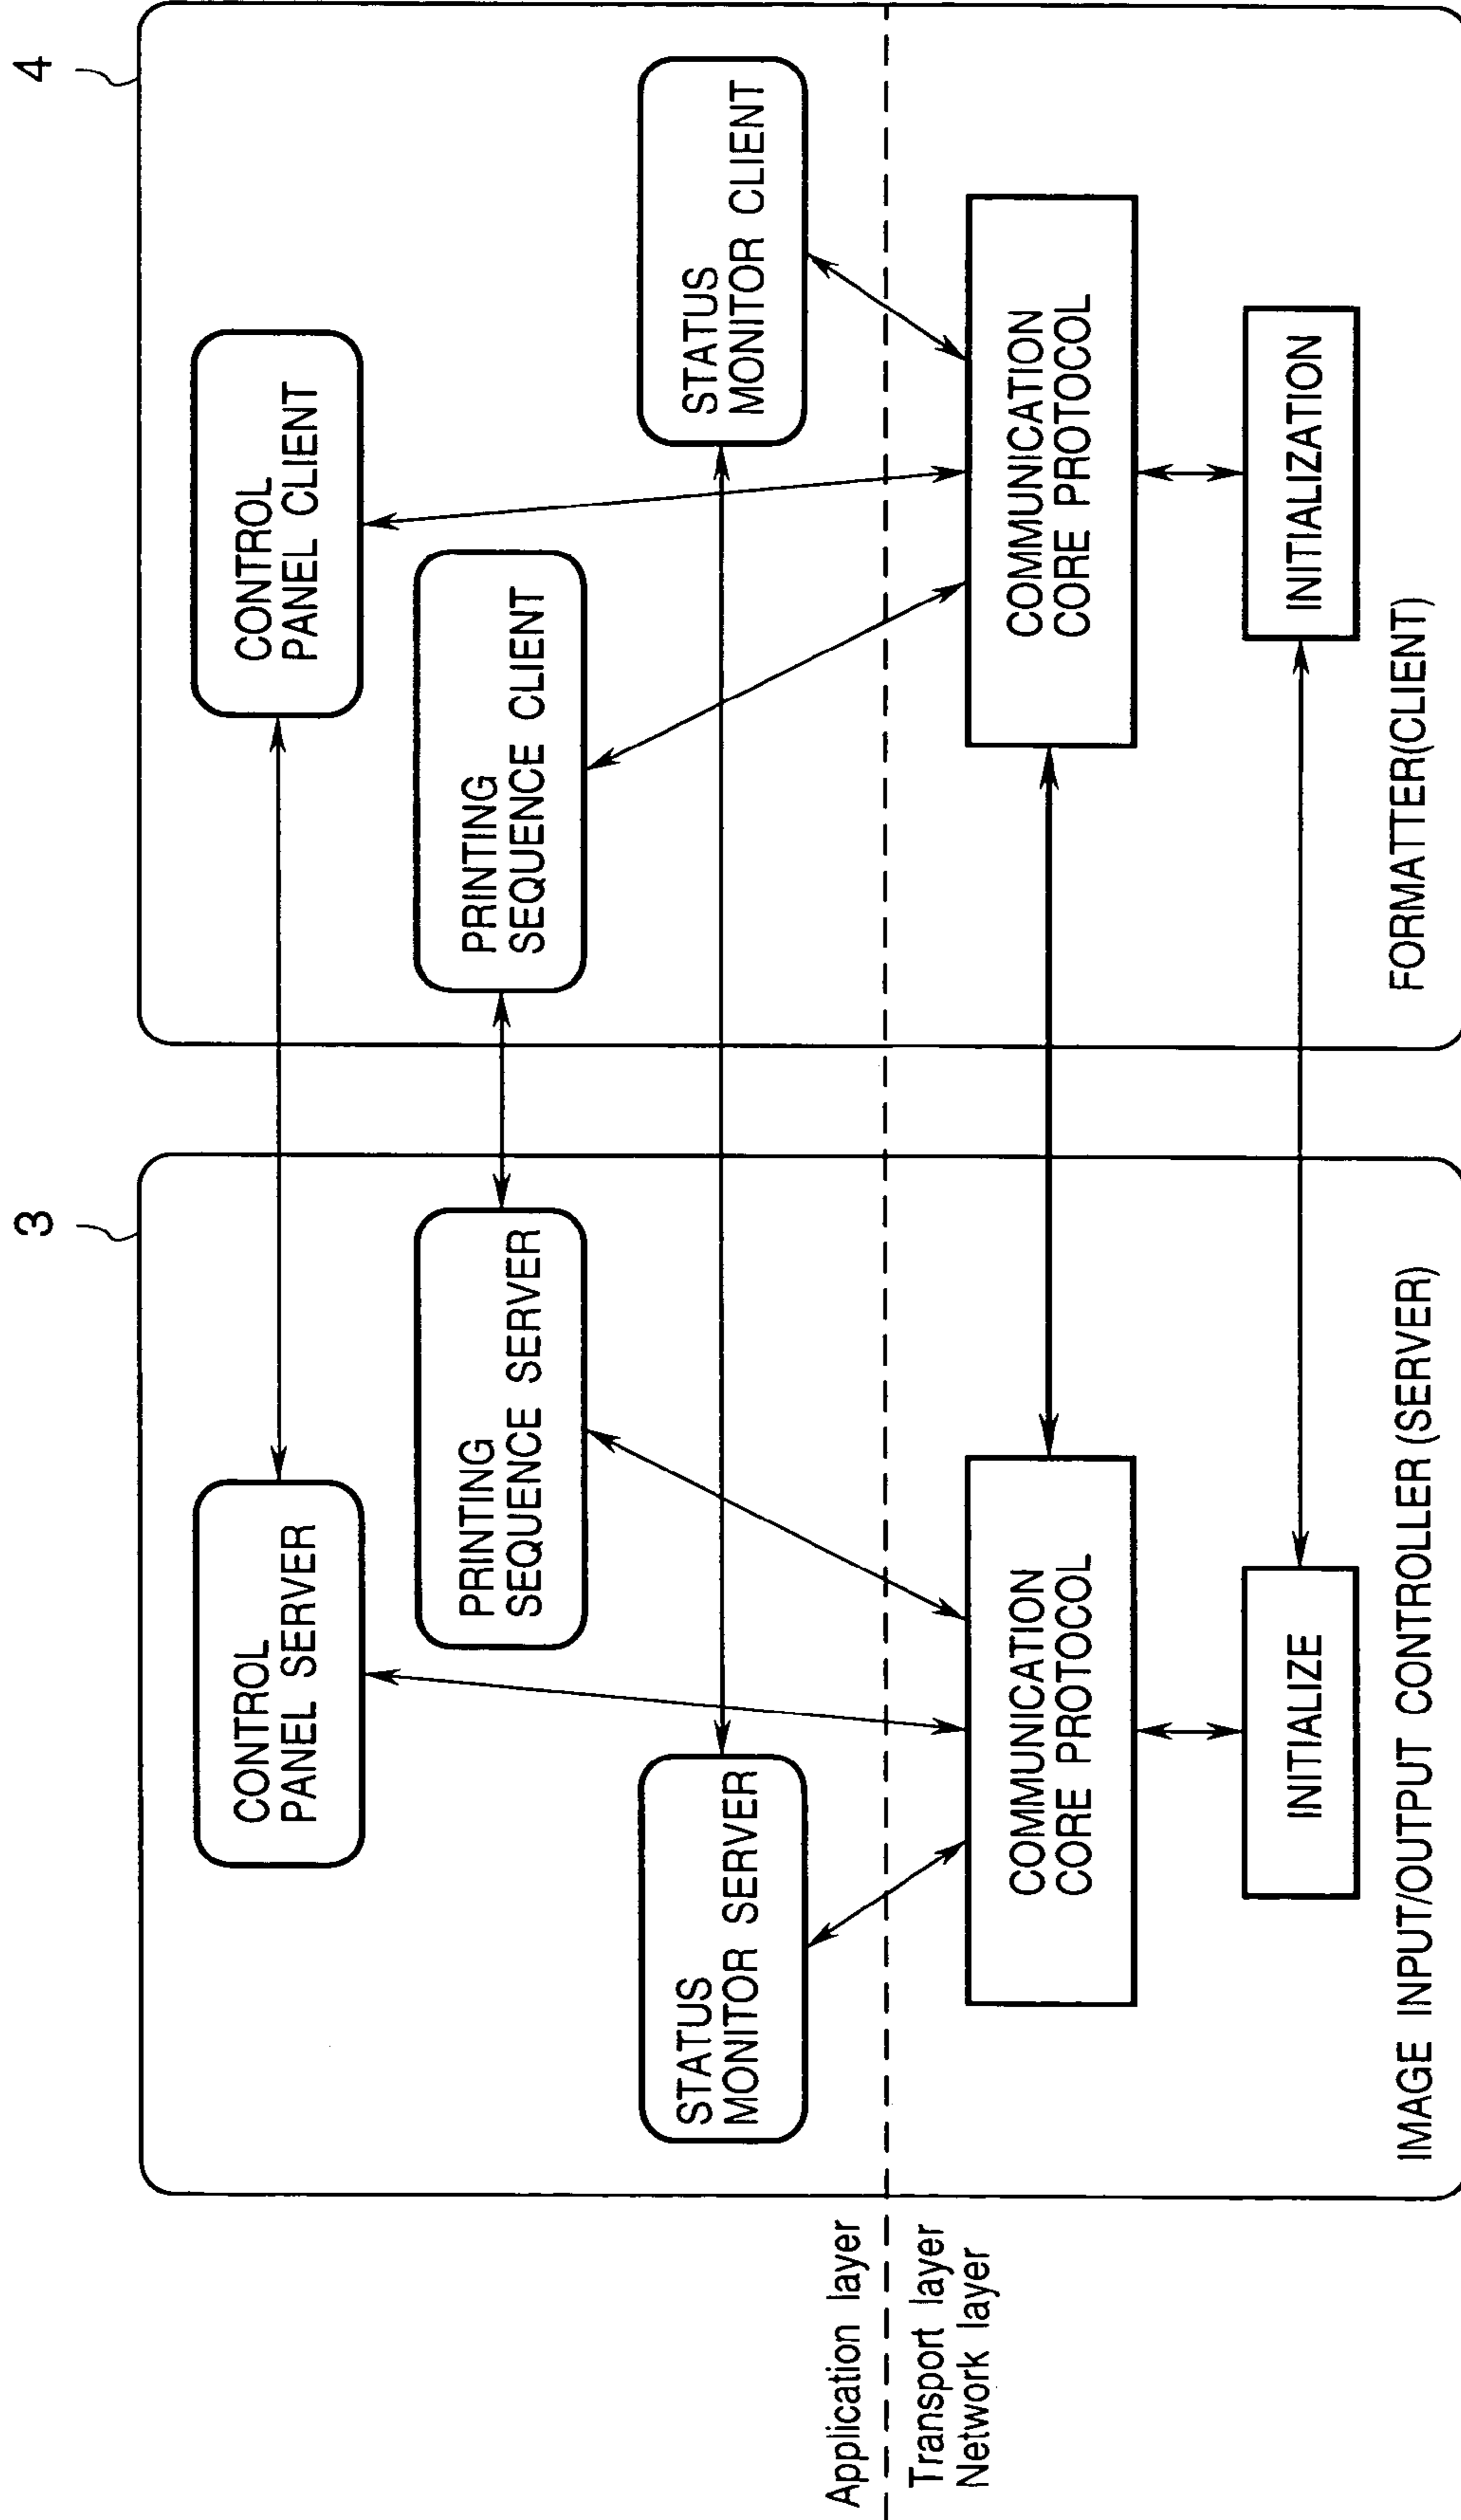 3
4
CONTROL
PANEL SERVER
CONTROL
PANEL CLIENT
PRINTING
SEQUENCE SERVER
PRINTING
SEQUENCE CLIENT
STATUS
MONITOR SERVER
STATUS
MONITOR CLIENT
Application layer
Transport layer
Network layer
COMMUNICATION
CORE PROTOCOL
COMMUNICATION
CORE PROTOCOL
INITIALIZE
INITIALIZATION
IMAGE INPUT/OUTPUT CONTROLLER (SERVER)
FORMATTER(CLIENT)